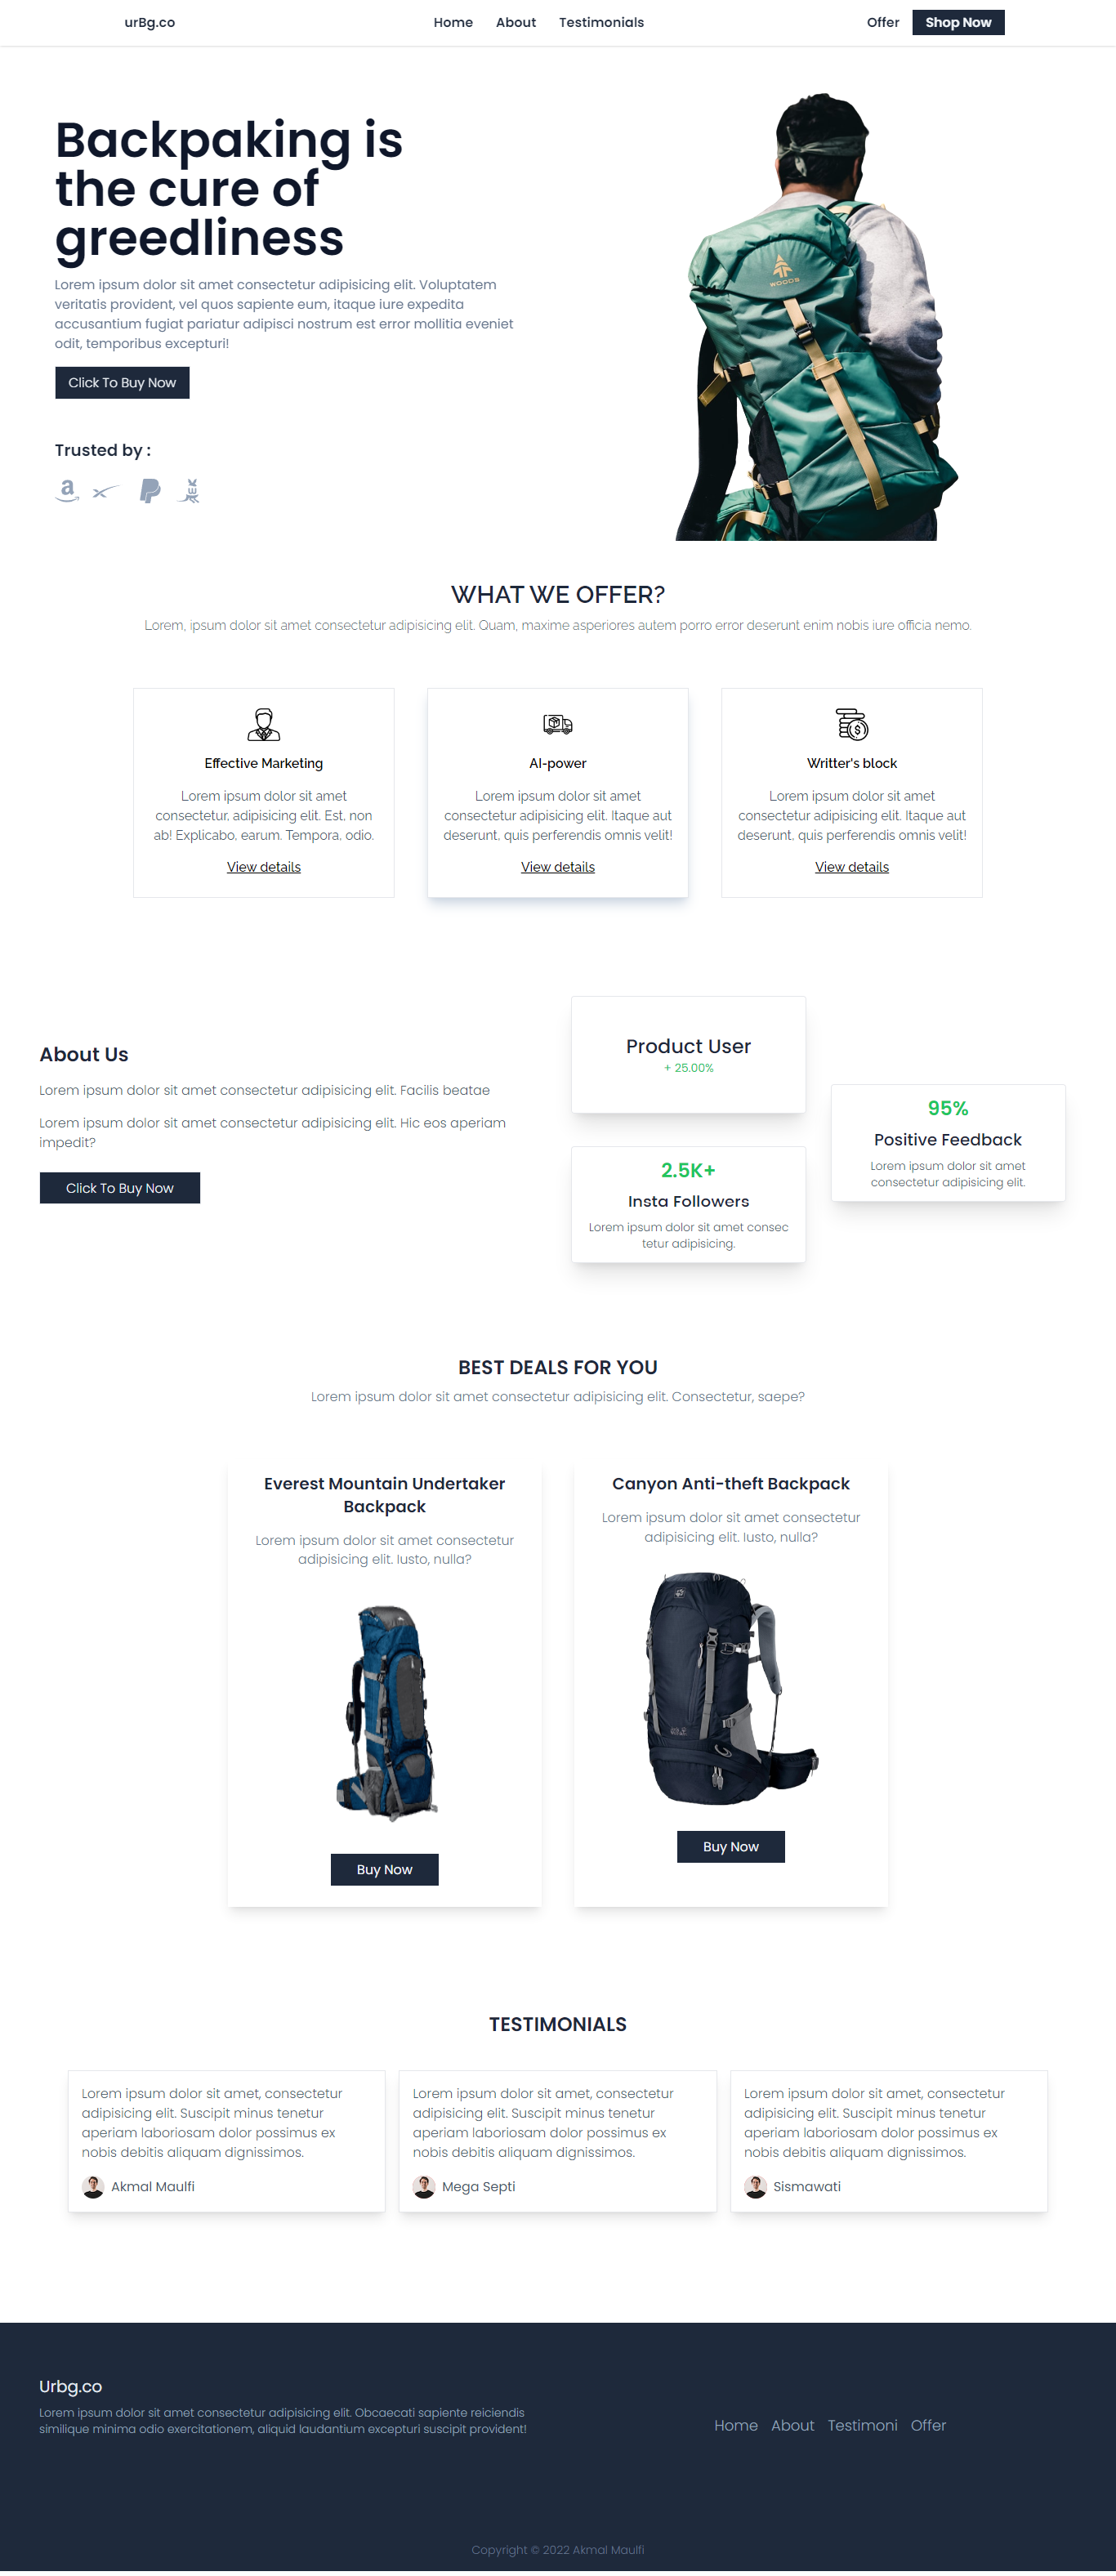 urBg.co
Home About Testimonials
Offer Shop Now
Backpaking is
the cure of
greedliness
Lorem ipsum dolor sit amet consectetur adipisicing elit. Voluptatem
veritatis provident, vel quos sapiente eum, itaque iure expedita
accusantium fugiat pariatur adipisci nostrum est error mollitia eveniet
odit, temporibus excepturi!
Click To Buy Now
Trusted by :
WOODS
WHAT WE OFFER?
Lorem, ipsum dolor sit amet consectetur adipisicing elit. Quam, maxime asperiores autem porro error deserunt enim nobis iure officia nemo.
Effective Marketing
Lorem ipsum dolor sit amet
consectetur, adipisicing elit. Est, non
ab! Explicabo, earum. Tempora, odio.
View details
AI-power
Lorem ipsum dolor sit amet
consectetur adipisicing elit. Itaque aut
deserunt, quis perferendis omnis velit!
View details
Writter's block
Lorem ipsum dolor sit amet
consectetur adipisicing elit. Itaque aut
deserunt, quis perferendis omnis velit!
View details
About Us
Lorem ipsum dolor sit amet consectetur adipisicing elit. Facilis beatae
Lorem ipsum dolor sit amet consectetur adipisicing elit. Hic eos aperiam
impedit?
Click To Buy Now
Product User
+ 25.00%
2.5K+
Insta Followers
Lorem ipsum dolor sit amet consec
tetur adipisicing.
95%
Positive Feedback
Lorem ipsum dolor sit amet
consectetur adipisicing elit.
BEST DEALS FOR YOU
Lorem ipsum dolor sit amet consectetur adipisicing elit. Consectetur, saepe?
Everest Mountain Undertaker
Backpack
Lorem ipsum dolor sit amet consectetur
adipisicing elit. Iusto, nulla?
Buy Now
Canyon Anti-theft Backpack
Lorem ipsum dolor sit amet consectetur
adipisicing elit. Iusto, nulla?
Buy Now
TESTIMONIALS
Lorem ipsum dolor sit amet, consectetur
adipisicing elit. Suscipit minus tenetur
aperiam laboriosam dolor possimus ex
nobis debitis aliquam dignissimos.
Akmal Maulfi
Lorem ipsum dolor sit amet, consectetur
adipisicing elit. Suscipit minus tenetur
aperiam laboriosam dolor possimus ex
nobis debitis aliquam dignissimos.
Mega Septi
Lorem ipsum dolor sit amet, consectetur
adipisicing elit. Suscipit minus tenetur
aperiam laboriosam dolor possimus ex
nobis debitis aliquam dignissimos.
Sismawati
Urbg.co
Lorem ipsum dolor sit amet consectetur adipisicing elit. Obcaecati sapiente reiciendis
similique minima odio exercitationem, aliquid laudantium excepturi suscipit provident!
Home About Testimoni Offer
Copyright © 2022 Akmal Maulfi